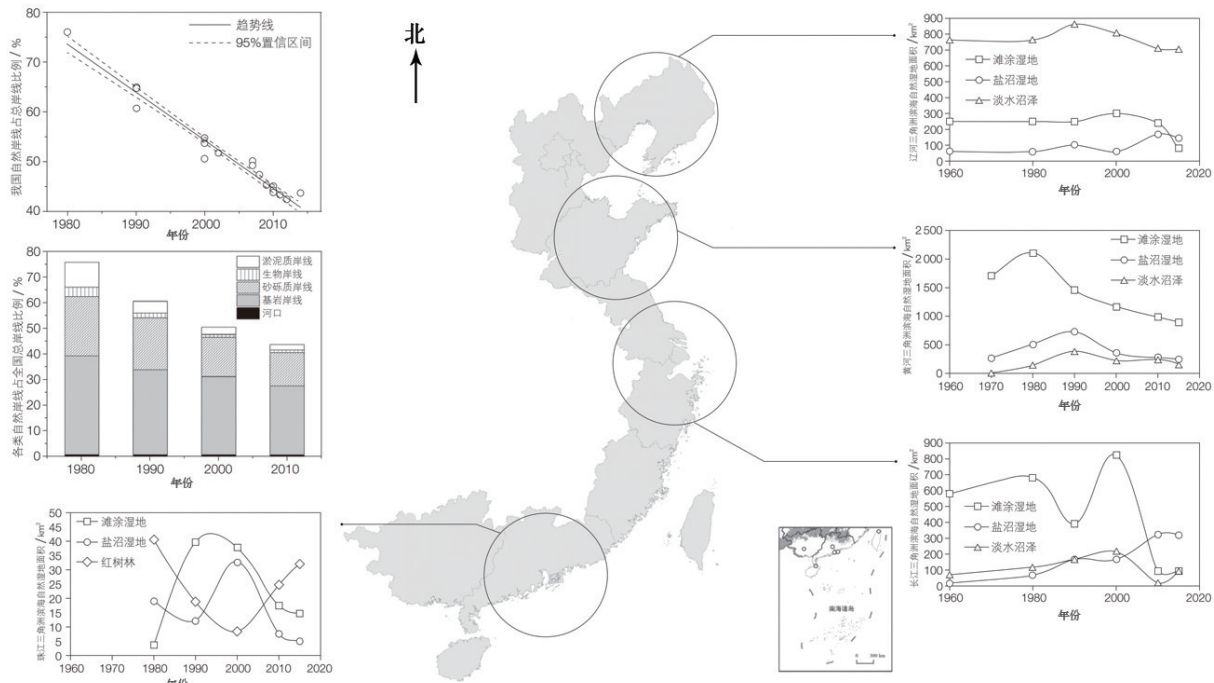 我国自然岸线占总岸线比例 / %
80
70
60
50
40
趋势线
95%置信区间
1980 1990 2000 2010
年份
各类自然岸线占全国总岸线比例 / %
80
70
60
50
40
30
20
10
0
淤泥质岸线
生物岸线
砂砾质岸线
基岩岸线
河口
1980 1990 2000 2010
年份
珠江三角洲滨海自然湿地面积 / km²
50
45
40
35
30
25
20
15
10
5
0
滩涂湿地
盐沼湿地
红树林
1960 1970 1980 1990 2000 2010 2020
年份
北
南海诸岛
0 300 km
辽河三角洲滨海自然湿地面积 / km²
900
800
700
600
500
400
300
200
100
0
滩涂湿地
盐沼湿地
淡水沼泽
1960 1970 1980 1990 2000 2010 2020
年份
黄河三角洲滨海自然湿地面积 / km²
2 500
2 000
1 500
1 000
500
0
滩涂湿地
盐沼湿地
淡水沼泽
1960 1970 1980 1990 2000 2010 2020
年份
长江三角洲滨海自然湿地面积 / km²
900
800
700
600
500
400
300
200
100
0
滩涂湿地
盐沼湿地
淡水沼泽
1960 1970 1980 1990 2000 2010 2020
年份